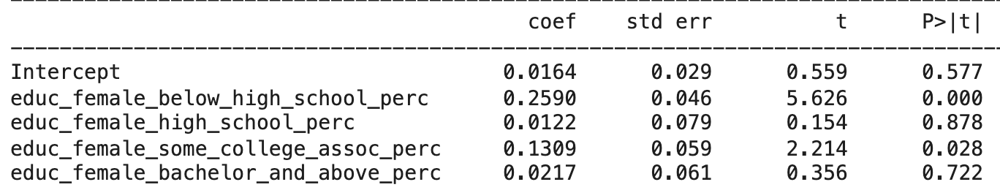 coef std err t P>|t|
Intercept 0.0164 0.029 0.559 0.577
educ_female_below_high_school_perc 0.2590 0.046 5.626 0.000
educ_female_high_school_perc 0.0122 0.079 0.154 0.878
educ_female_some_college_assoc_perc 0.1309 0.059 2.214 0.028
educ_female_bachelor_and_above_perc 0.0217 0.061 0.356 0.722